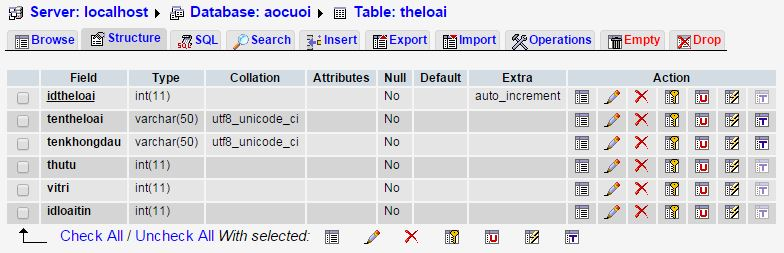 Server: localhost Database: aocuoi Table: theloai
Browse Structure SQL Search Insert Export Import Operations Empty Drop
Field Type Collation Attributes Null Default Extra Action
idtheloai int(11) No auto_increment
tentheloai varchar(50) utf8_unicode_ci No
tenkhongdau varchar(50) utf8_unicode_ci No
thutu int(11) No
vitri int(11) No
idloaitin int(11) No
Check All / Uncheck All With selected: